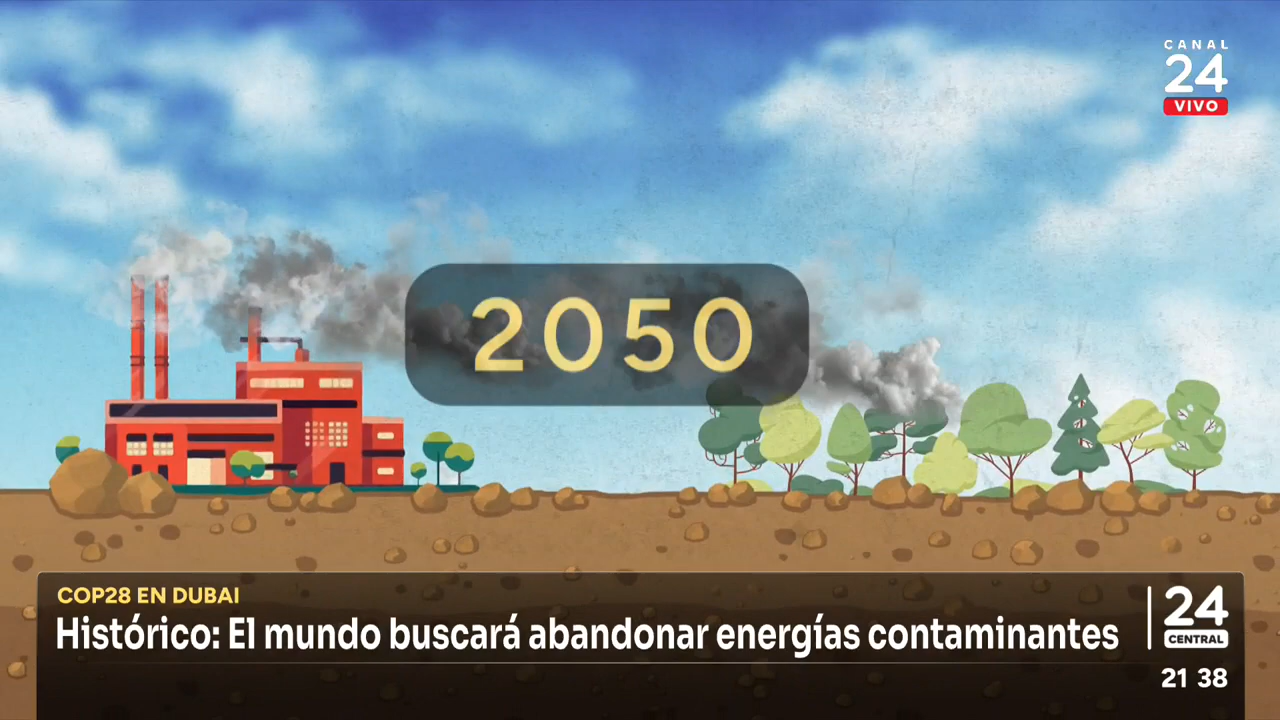 CANAL
24
VIVO
2050
COP28 EN DUBAI
Histórico: El mundo buscará abandonar energías contaminantes
24
CENTRAL
21 38